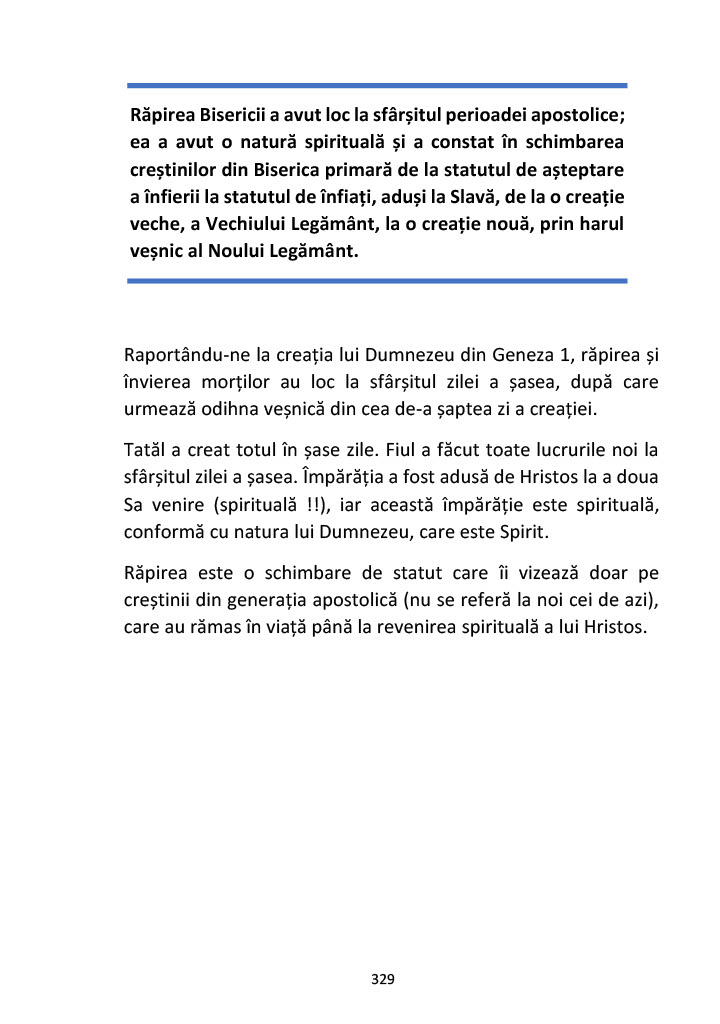 Răpirea Bisericii a avut loc la sfârșitul perioadei apostolice;
ea a avut o natură spirituală și a constat în schimbarea
creștinilor din Biserica primară de la statutul de așteptare
a înfierii la statutul de înfiați, aduși la Slavă, de la o creație
veche, a Vechiului Legământ, la o creație nouă, prin harul
veșnic al Noului Legământ.
Raportându-ne la creația lui Dumnezeu din Geneza 1, răpirea și
învierea morților au loc la sfârșitul zilei a șasea, după care
urmează odihna veșnică din cea de-a șaptea zi a creației.
Tatăl a creat totul în șase zile. Fiul a făcut toate lucrurile noi la
sfârșitul zilei a șasea. Împărăția a fost adusă de Hristos la a doua
Sa venire (spirituală !!), iar această împărăție este spirituală,
conformă cu natura lui Dumnezeu, care este Spirit.
Răpirea este o schimbare de statut care îi vizează doar pe
creștinii din generația apostolică (nu se referă la noi cei de azi),
care au rămas în viață până la revenirea spirituală a lui Hristos.
329